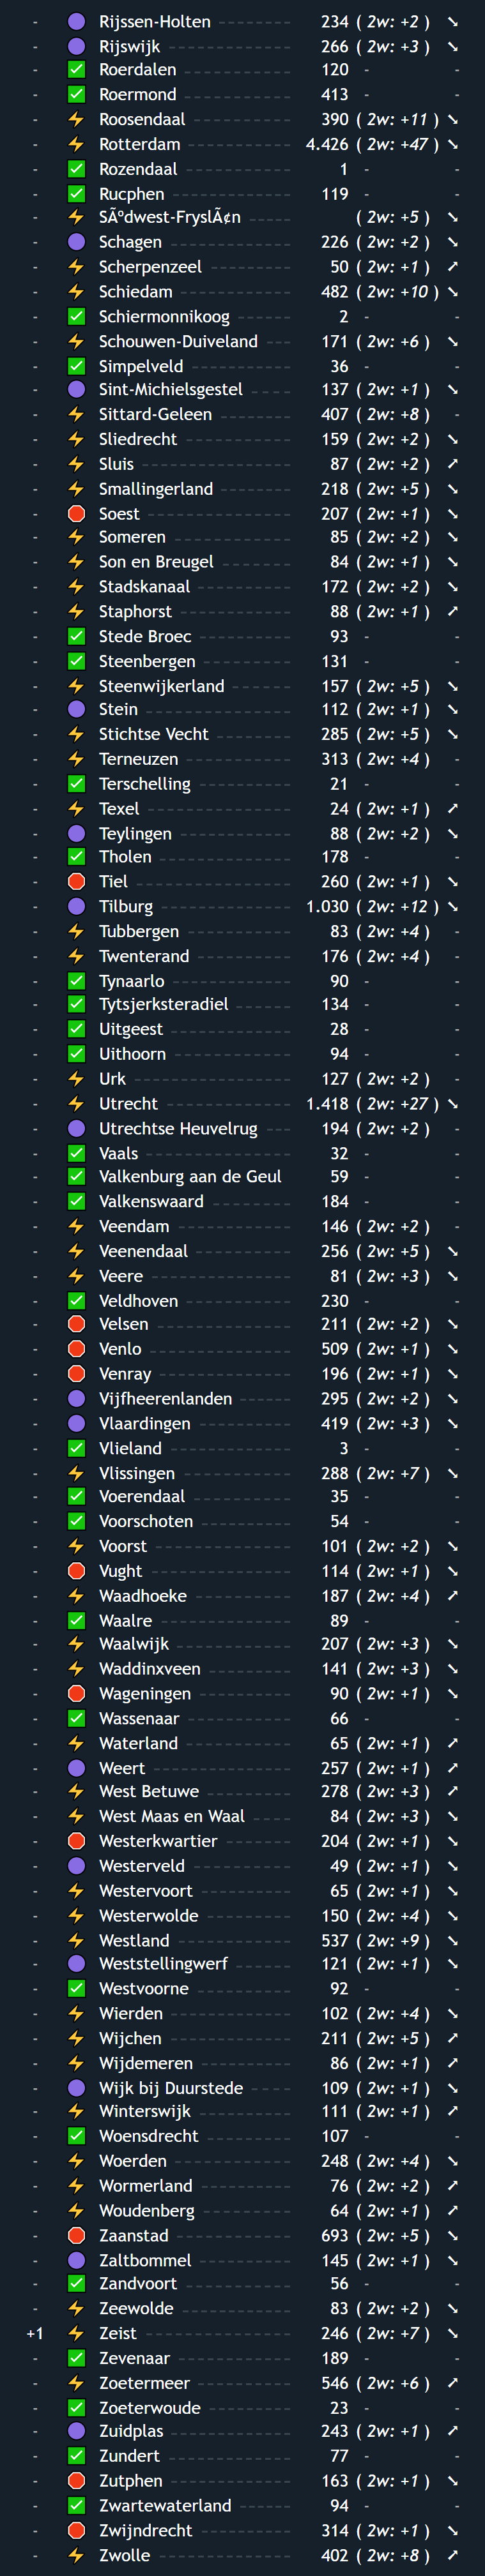 - Rijssen-Holten 234 ( 2w: +2 ) ↘
- Rijswijk 266 ( 2w: +3 ) ↘
- Roerdalen 120 - -
- Roermond 413 - -
- Roosendaal 390 ( 2w: +11 ) ↘
- Rotterdam 4.426 ( 2w: +47 ) ↘
- Rozendaal 1 - -
- Rucphen 119 - -
- SÃºdwest-FryslÃ¢n ( 2w: +5 ) ↘
- Schagen 226 ( 2w: +2 ) ↘
- Scherpenzeel 50 ( 2w: +1 ) ↗
- Schiedam 482 ( 2w: +10 ) ↘
- Schiermonnikoog 2 - -
- Schouwen-Duiveland 171 ( 2w: +6 ) ↘
- Simpelveld 36 - -
- Sint-Michielsgestel 137 ( 2w: +1 ) ↘
- Sittard-Geleen 407 ( 2w: +8 ) -
- Sliedrecht 159 ( 2w: +2 ) ↘
- Sluis 87 ( 2w: +2 ) ↗
- Smallingerland 218 ( 2w: +5 ) ↘
- Soest 207 ( 2w: +1 ) ↘
- Someren 85 ( 2w: +2 ) ↘
- Son en Breugel 84 ( 2w: +1 ) ↘
- Stadskanaal 172 ( 2w: +2 ) ↘
- Staphorst 88 ( 2w: +1 ) ↗
- Stede Broec 93 - -
- Steenbergen 131 - -
- Steenwijkerland 157 ( 2w: +5 ) ↘
- Stein 112 ( 2w: +1 ) ↘
- Stichtse Vecht 285 ( 2w: +5 ) ↘
- Terneuzen 313 ( 2w: +4 ) -
- Terschelling 21 - -
- Texel 24 ( 2w: +1 ) ↗
- Teylingen 88 ( 2w: +2 ) ↘
- Tholen 178 - -
- Tiel 260 ( 2w: +1 ) ↘
- Tilburg 1.030 ( 2w: +12 ) ↘
- Tubbergen 83 ( 2w: +4 ) -
- Twenterand 176 ( 2w: +4 ) -
- Tynaarlo 90 - -
- Tytsjerksteradiel 134 - -
- Uitgeest 28 - -
- Uithoorn 94 - -
- Urk 127 ( 2w: +2 ) -
- Utrecht 1.418 ( 2w: +27 ) ↘
- Utrechtse Heuvelrug 194 ( 2w: +2 ) -
- Vaals 32 - -
- Valkenburg aan de Geul 59 - -
- Valkenswaard 184 - -
- Veendam 146 ( 2w: +2 ) -
- Veenendaal 256 ( 2w: +5 ) ↘
- Veere 81 ( 2w: +3 ) ↘
- Veldhoven 230 - -
- Velsen 211 ( 2w: +2 ) ↘
- Venlo 509 ( 2w: +1 ) ↘
- Venray 196 ( 2w: +1 ) ↘
- Vijfheerenlanden 295 ( 2w: +2 ) ↘
- Vlaardingen 419 ( 2w: +3 ) ↘
- Vlieland 3 - -
- Vlissingen 288 ( 2w: +7 ) ↘
- Voerendaal 35 - -
- Voorschoten 54 - -
- Voorst 101 ( 2w: +2 ) ↘
- Vught 114 ( 2w: +1 ) ↘
- Waadhoeke 187 ( 2w: +4 ) ↗
- Waalre 89 - -
- Waalwijk 207 ( 2w: +3 ) ↘
- Waddinxveen 141 ( 2w: +3 ) ↘
- Wageningen 90 ( 2w: +1 ) ↘
- Wassenaar 66 - -
- Waterland 65 ( 2w: +1 ) ↗
- Weert 257 ( 2w: +1 ) ↗
- West Betuwe 278 ( 2w: +3 ) ↗
- West Maas en Waal 84 ( 2w: +3 ) ↘
- Westerkwartier 204 ( 2w: +1 ) ↘
- Westerveld 49 ( 2w: +1 ) ↘
- Westervoort 65 ( 2w: +1 ) ↘
- Westerwolde 150 ( 2w: +4 ) ↘
- Westland 537 ( 2w: +9 ) ↘
- Weststellingwerf 121 ( 2w: +1 ) ↘
- Westvoorne 92 - -
- Wierden 102 ( 2w: +4 ) ↘
- Wijchen 211 ( 2w: +5 ) ↗
- Wijdemeren 86 ( 2w: +1 ) ↗
- Wijk bij Duurstede 109 ( 2w: +1 ) ↘
- Winterswijk 111 ( 2w: +1 ) ↗
- Woensdrecht 107 - -
- Woerden 248 ( 2w: +4 ) ↘
- Wormerland 76 ( 2w: +2 ) ↗
- Woudenberg 64 ( 2w: +1 ) ↗
- Zaanstad 693 ( 2w: +5 ) ↘
- Zaltbommel 145 ( 2w: +1 ) ↘
- Zandvoort 56 - -
- Zeewolde 83 ( 2w: +2 ) ↘
+1 Zeist 246 ( 2w: +7 ) ↘
- Zevenaar 189 - -
- Zoetermeer 546 ( 2w: +6 ) ↗
- Zoeterwoude 23 - -
- Zuidplas 243 ( 2w: +1 ) ↗
- Zundert 77 - -
- Zutphen 163 ( 2w: +1 ) ↘
- Zwartewaterland 94 - -
- Zwijndrecht 314 ( 2w: +1 ) ↘
- Zwolle 402 ( 2w: +8 ) ↗